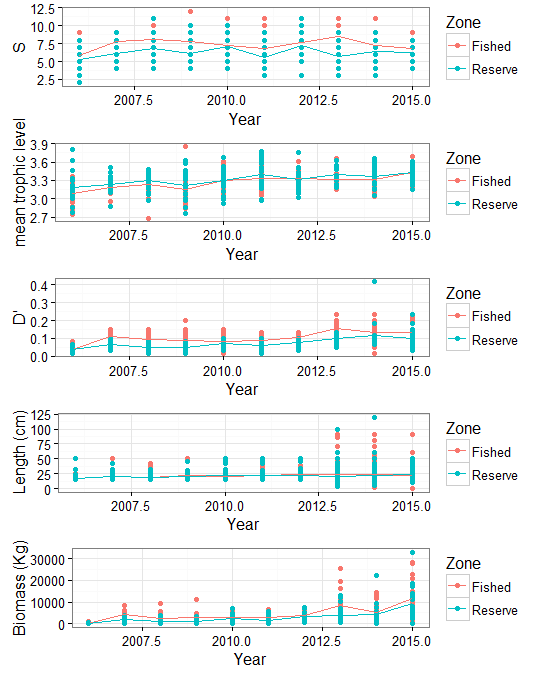 S
12.5
10.0
7.5
5.0
2.5
2007.5 2010.0 2012.5 2015.0
Year
Zone
Fished
Reserve
mean trophic level
3.9
3.6
3.3
3.0
2.7
2007.5 2010.0 2012.5 2015.0
Year
Zone
Fished
Reserve
D'
0.4
0.3
0.2
0.1
0.0
2007.5 2010.0 2012.5 2015.0
Year
Zone
Fished
Reserve
Length (cm)
125
100
75
50
25
0
2007.5 2010.0 2012.5 2015.0
Year
Zone
Fished
Reserve
Biomass (Kg)
30000
20000
10000
0
2007.5 2010.0 2012.5 2015.0
Year
Zone
Fished
Reserve